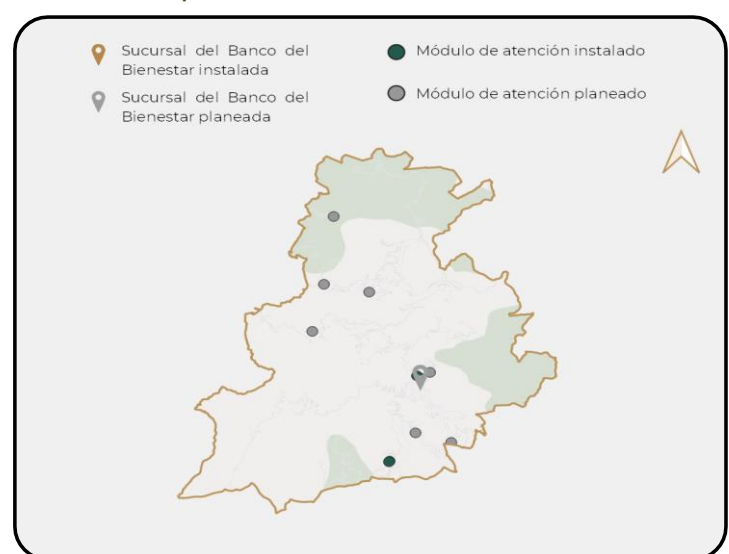 Sucursal del Banco del
Bienestar instalada
Sucursal del Banco del
Bienestar planeada
Módulo de atención instalado
Módulo de atención planeado